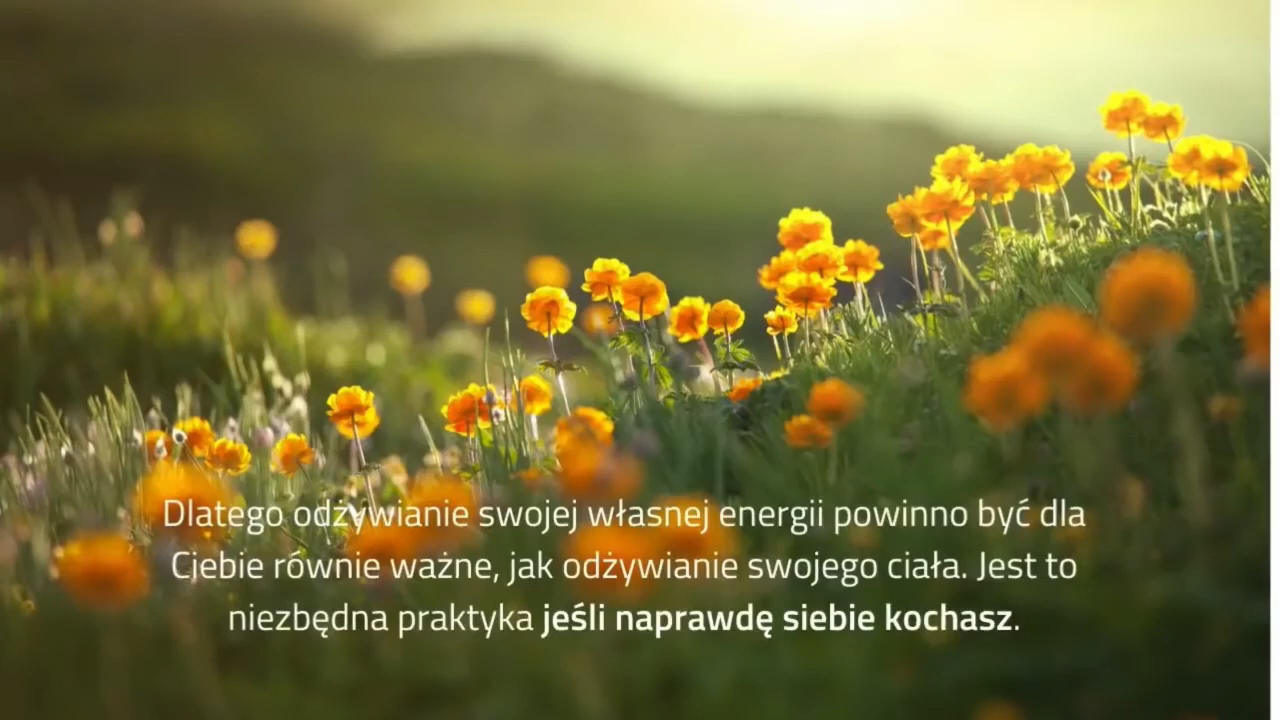 Dlatego odżywianie swojej własnej energii powinno być dla
Ciebie równie ważne, jak odżywianie swojego ciała. Jest to
niezbędna praktyka jeśli naprawdę siebie kochasz.